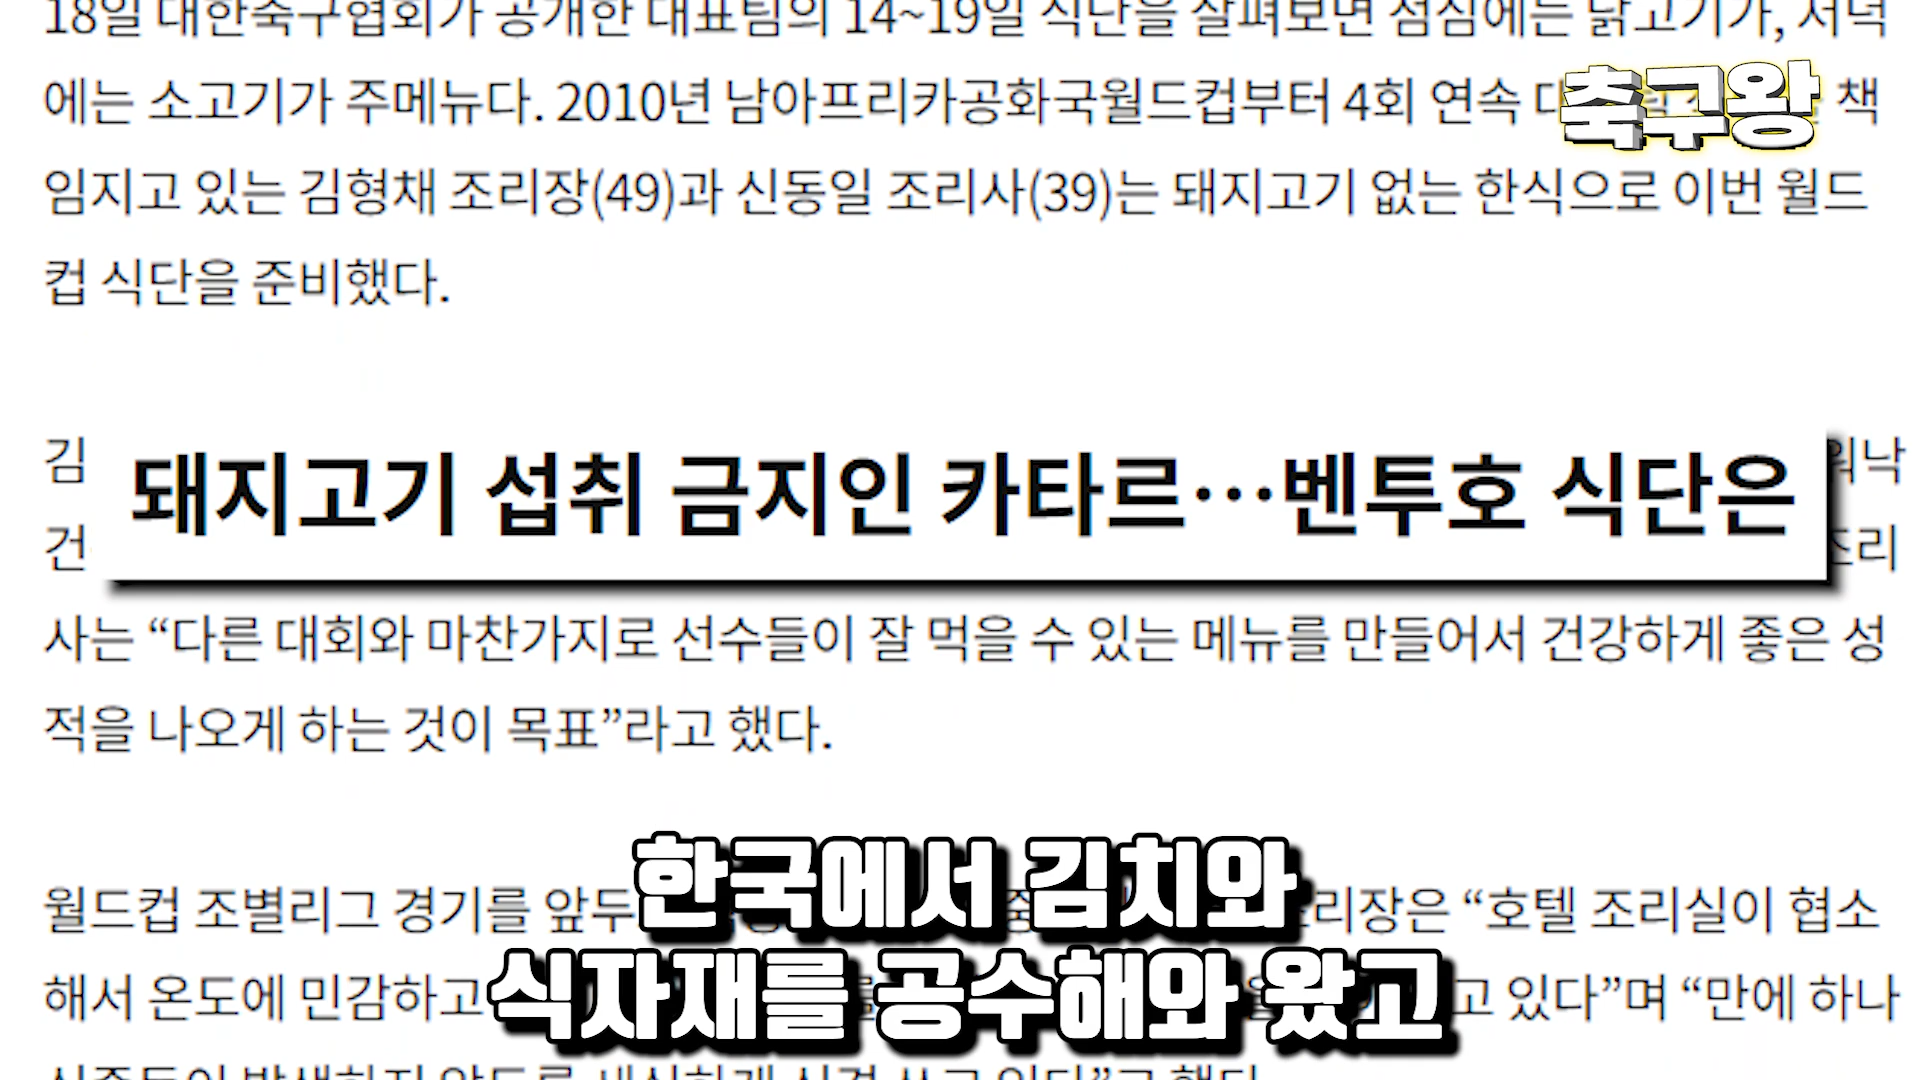 18일 대한축구협회가 공개한 대표팀의 14~19일 식단을 살펴보면 점심에는 닭고기가, 저녁
에는 소고기가 주메뉴다. 2010년 남아프리카공화국월드컵부터 4회 연속 책
축구왕
임지고 있는 김형채 조리장(49)과 신동일 조리사(39)는 돼지고기 없는 한식으로 이번 월드
컵 식단을 준비했다.
김
돼지고기 섭취 금지인 카타르…벤투호 식단은
건
사는 “다른 대회와 마찬가지로 선수들이 잘 먹을 수 있는 메뉴를 만들어서 건강하게 좋은 성
적을 나오게 하는 것이 목표”라고 했다.
월드컵 조별리그 경기를 앞두 리장은 “호텔 조리실이 협소
한국에서 김치와
해서 온도에 민감하고 고 있다”며 “만에 하나
식자재를 공수해와 왔고